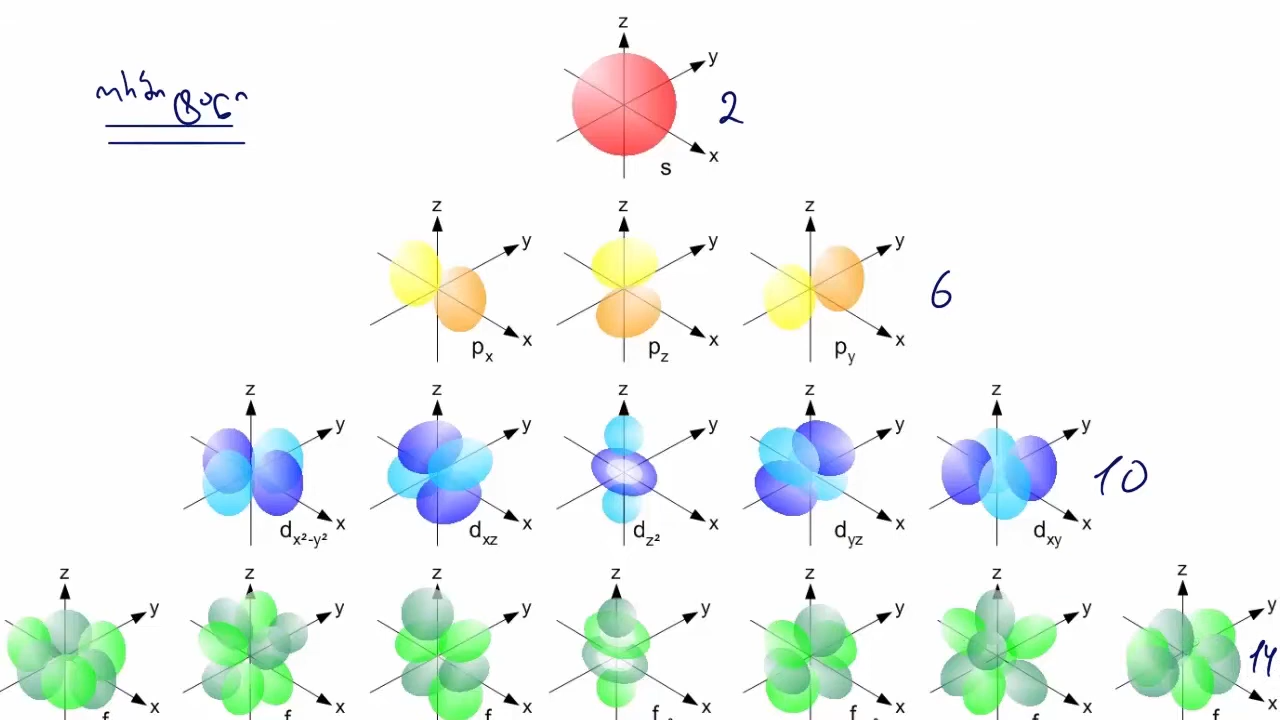 z
y
2
x
s
z z z
y y y
6
x x x
px pz py
z z z z z
y y y y y
10
x x x x x
dx²-y² dxz dz² dyz dxy
z z z z z z z
y y y y y y y
14
x x x x x x x